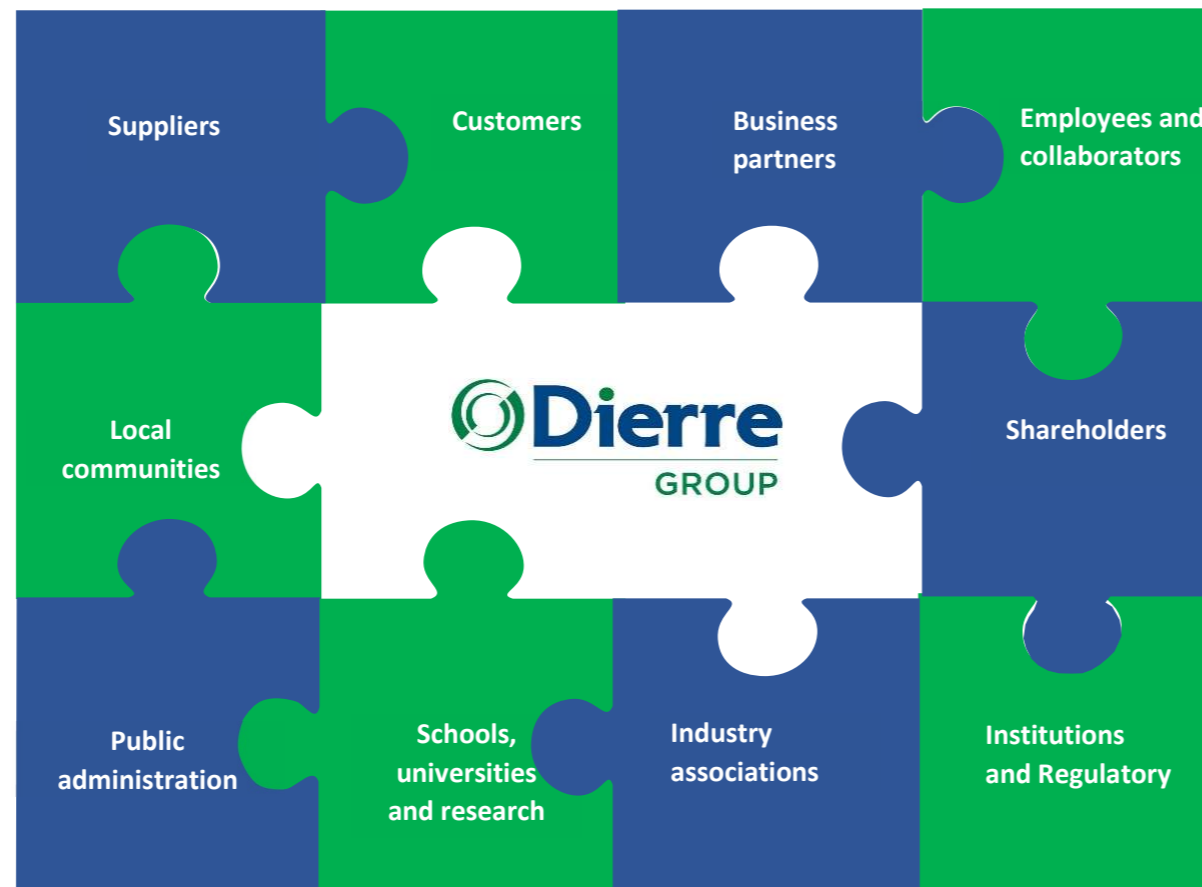 Suppliers
Customers
Business
partners
Employees and
collaborators
Local
communities
Dierre
GROUP
Shareholders
Public
administration
Schools,
universities
and research
Industry
associations
Institutions
and Regulatory